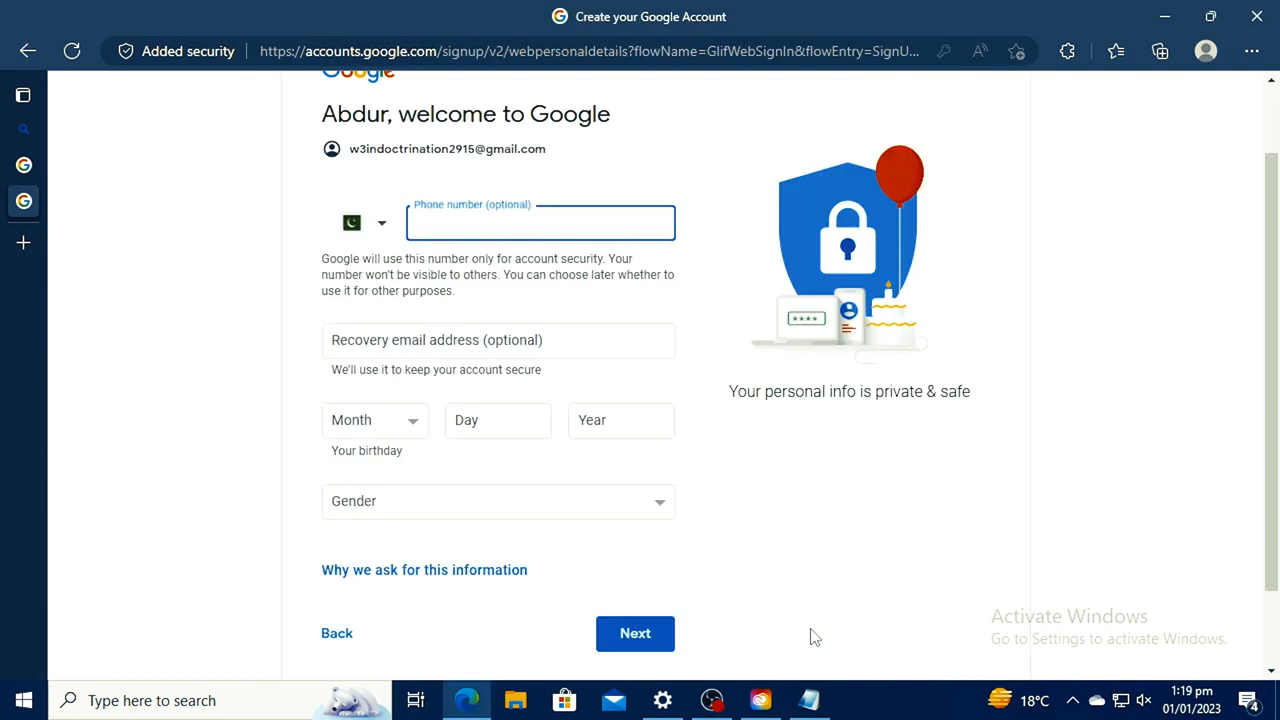 Create your Google Account
Added security
https://accounts.google.com/signup/v2/webpersonaldetails?flowName=GlifWebSignIn&flowEntry=SignU...
Google
Abdur, welcome to Google
w3indoctrination2915@gmail.com
Phone number (optional)
Google will use this number only for account security. Your
number won't be visible to others. You can choose later whether to
use it for other purposes.
Recovery email address (optional)
We'll use it to keep your account secure
Month
Day
Year
Your birthday
Gender
Why we ask for this information
Back
Next
****
Your personal info is private & safe
Activate Windows
Go to Settings to activate Windows.
Type here to search
18°C
1:19 pm
01/01/2023
4